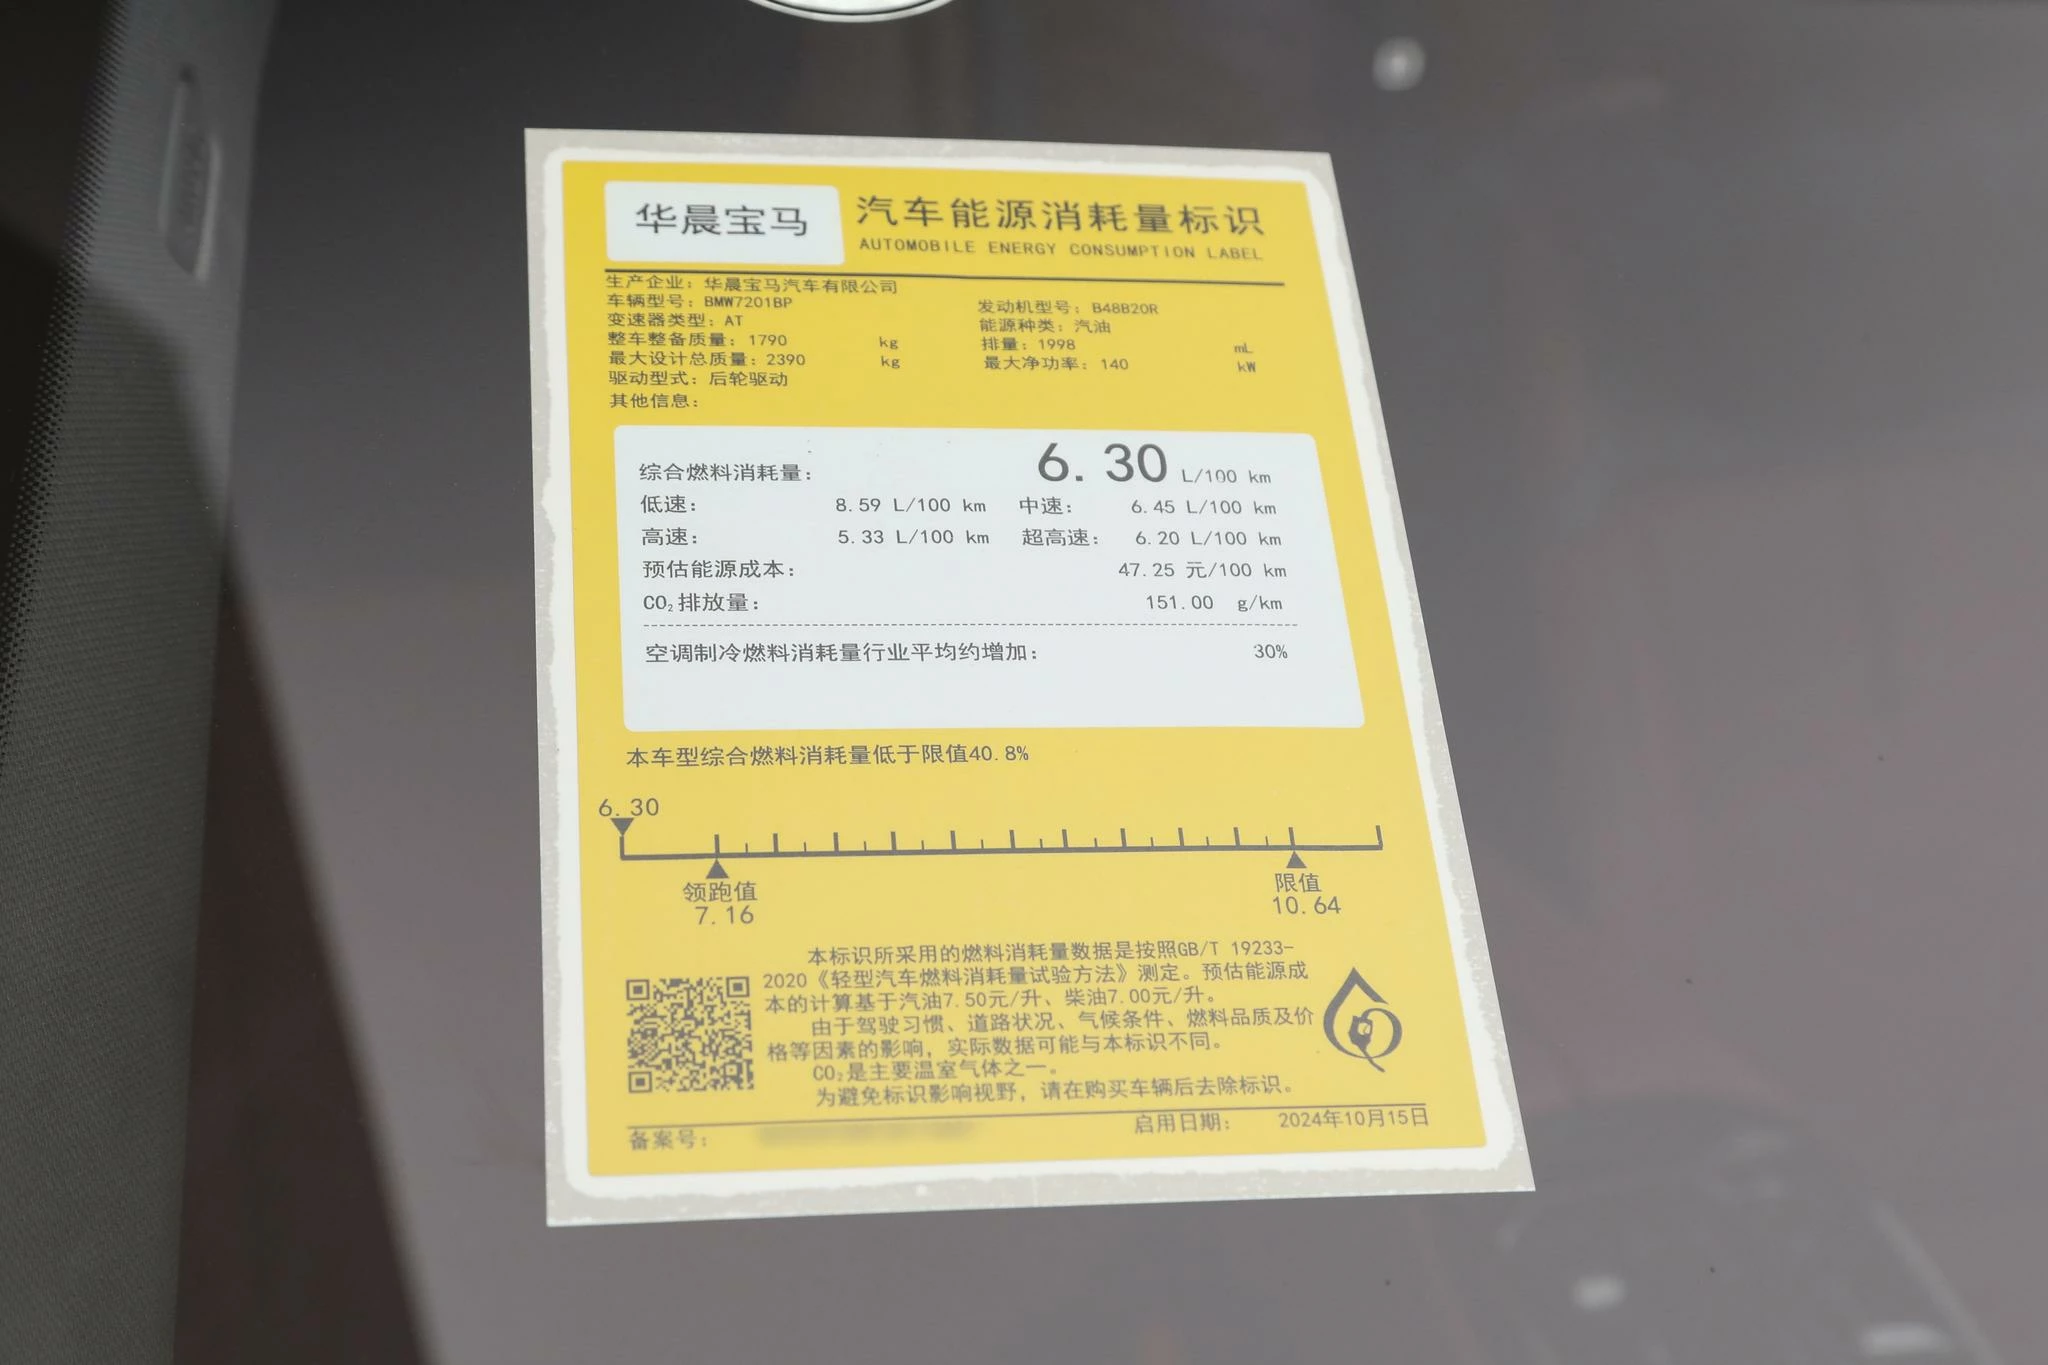 华晨宝马
汽车能源消耗量标识
AUTOMOBILE ENERGY CONSUMPTION LABEL
生产企业：华晨宝马汽车有限公司
车辆型号：BMW7201BP 发动机型号：B48B20R
变速器类型：AT 能源种类：汽油
整车整备质量：1790 kg 排量：1998 mL
最大设计总质量：2390 kg 最大净功率：140 kW
驱动型式：后轮驱动
其他信息：
综合燃料消耗量： 6.30 L/100 km
低速： 8.59 L/100 km 中速： 6.45 L/100 km
高速： 5.33 L/100 km 超高速： 6.20 L/100 km
预估能源成本： 47.25 元/100 km
CO₂排放量： 151.00 g/km
空调制冷燃料消耗量行业平均约增加： 30%
本车型综合燃料消耗量低于限值40.8%
6.30
领跑值 限值
7.16 10.64
本标识所采用的燃料消耗量数据是按照GB/T 19233-
2020《轻型汽车燃料消耗量试验方法》测定。预估能源成
本的计算基于汽油7.50元/升、柴油7.00元/升。
由于驾驶习惯、道路状况、气候条件、燃料品质及价
格等因素的影响，实际数据可能与本标识不同。
CO₂是主要温室气体之一。
为避免标识影响视野，请在购买车辆后去除标识。
备案号： 启用日期： 2024年10月15日